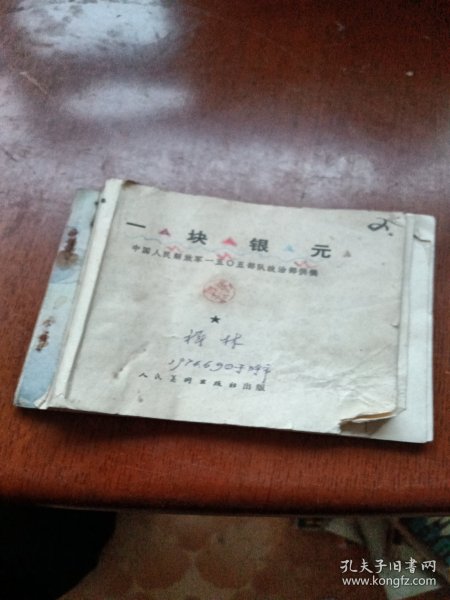 一块银元
中国人民解放军一五〇五部队政治部供稿
林
人民美术出版社出版
孔夫子旧书网
www.kongfz.com